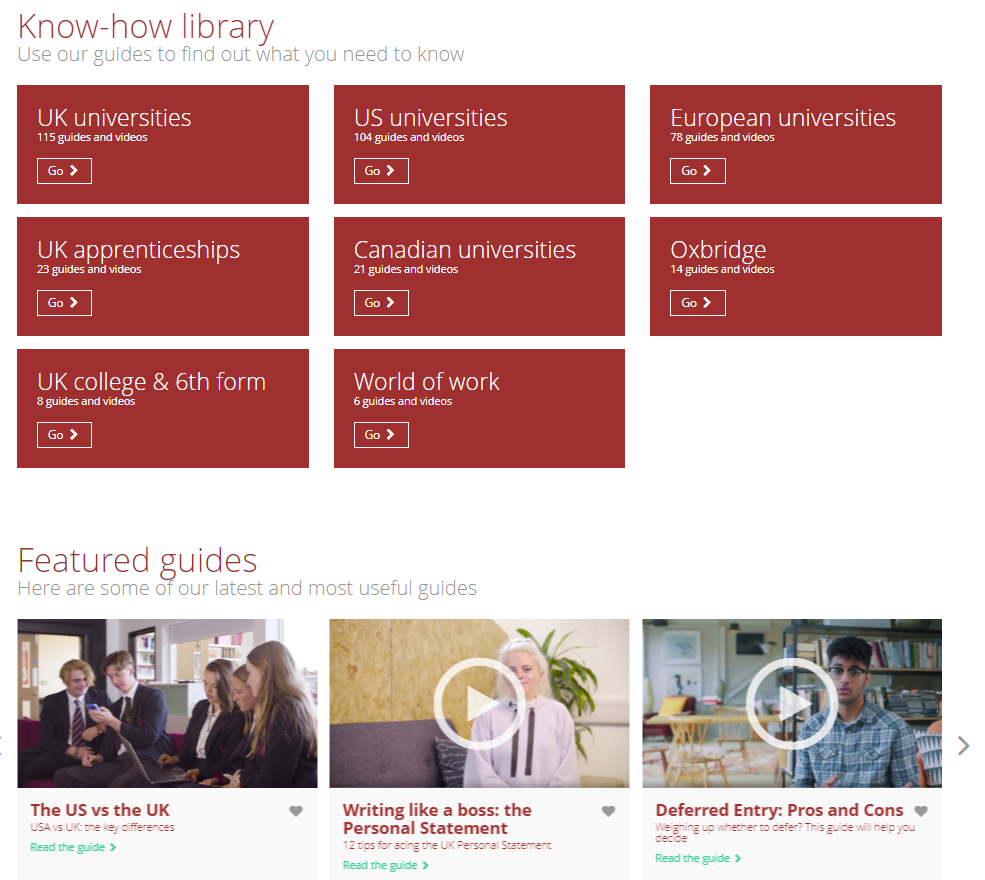 Know-how library
Use our guides to find out what you need to know
UK universities
115 guides and videos
Go
US universities
104 guides and videos
Go
European universities
78 guides and videos
Go
UK apprenticeships
23 guides and videos
Go
Canadian universities
21 guides and videos
Go
Oxbridge
14 guides and videos
Go
UK college & 6th form
8 guides and videos
Go
World of work
6 guides and videos
Go
Featured guides
Here are some of our latest and most useful guides
The US vs the UK
USA vs UK: the key differences
Read the guide
Writing like a boss: the
Personal Statement
12 tips for acing the UK Personal Statement
Read the guide
Deferred Entry: Pros and Cons
Weighing up whether to defer? This guide will help you
decide
Read the guide